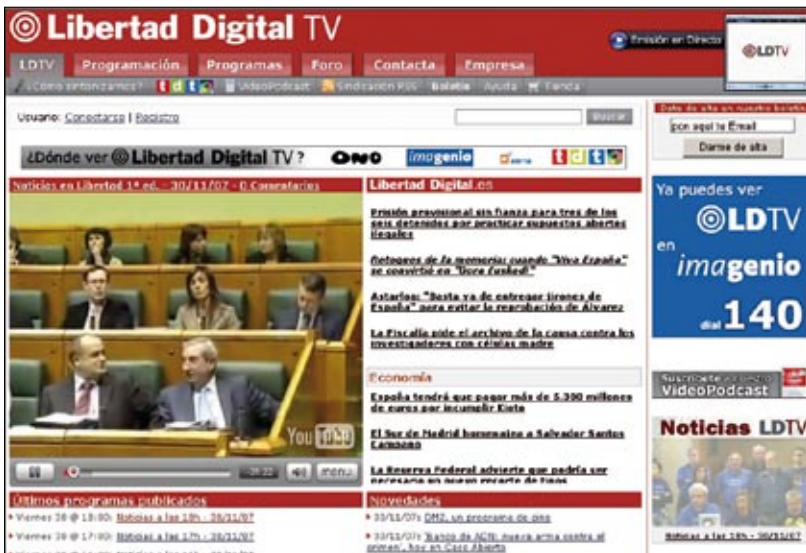 Libertad Digital TV
Emisión en Directo
LDTV
LDTV Programación Programas Foro Contacta Empresa
¿Cómo sintonizarnos? tdt VideoPodcast Sindicación RSS Boletín Ayuda Tienda
Usuario: Conectarse | Registro
Buscar
Date de alta en nuestro boletín
pon aquí tu Email
Darme de alta
¿Dónde ver Libertad Digital TV ? ONO imagenio tdt
Noticias en Libertad 1ª ed. - 30/11/07 - 0 Comentarios
You Tube
menu
Libertad Digital.es
Prisión provisional sin fianza para tres de los
seis detenidos por practicar supuestos abortos
ilegales
Retoques de la memoria: cuando "Viva España"
se convirtió en "Gora Euskadi"
Astarloa: "Basta ya de entregar jirones de
España" para evitar la reprobación de Álvarez
La Fiscalía pide el archivo de la causa contra los
investigadores con células madre
Economía
España tendrá que pagar más de 5.300 millones
de euros por incumplir Kioto
El Sur de Madrid homenajea a Salvador Santos
Campano
La Reserva Federal advierte que podría ser
necesario un nuevo recorte de tipos
Ya puedes ver
LDTV
en
imagenio
dial 140
Suscríbete a nuestro
VideoPodcast
Noticias LDTV
Noticias a las 18h - 30/11/07
Últimos programas publicados
Viernes 30 @ 18:00: Noticias a las 18h - 30/11/07
Viernes 30 @ 17:00: Noticias a las 17h - 30/11/07
Novedades
30/11/07: DM2, un programa de cine
30/11/07: 'Banco de ADN: nueva arma contra el
crimen', hoy en Caso Abierto